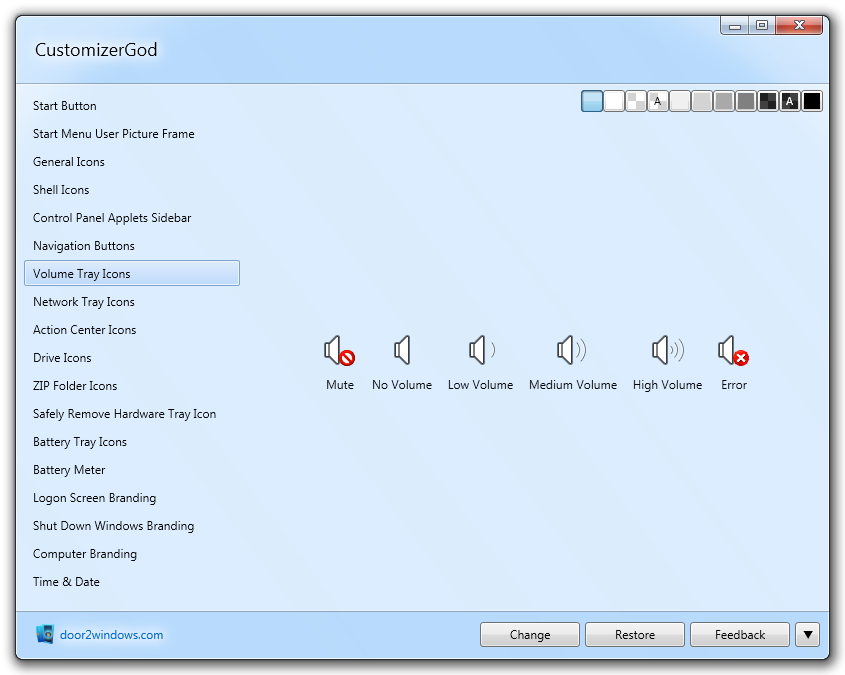 CustomizerGod
A
A
Start Button
Start Menu User Picture Frame
General Icons
Shell Icons
Control Panel Applets Sidebar
Navigation Buttons
Volume Tray Icons
Network Tray Icons
Action Center Icons
Drive Icons
ZIP Folder Icons
Safely Remove Hardware Tray Icon
Battery Tray Icons
Battery Meter
Logon Screen Branding
Shut Down Windows Branding
Computer Branding
Time & Date
Mute No Volume Low Volume Medium Volume High Volume Error
door2windows.com
Change Restore Feedback